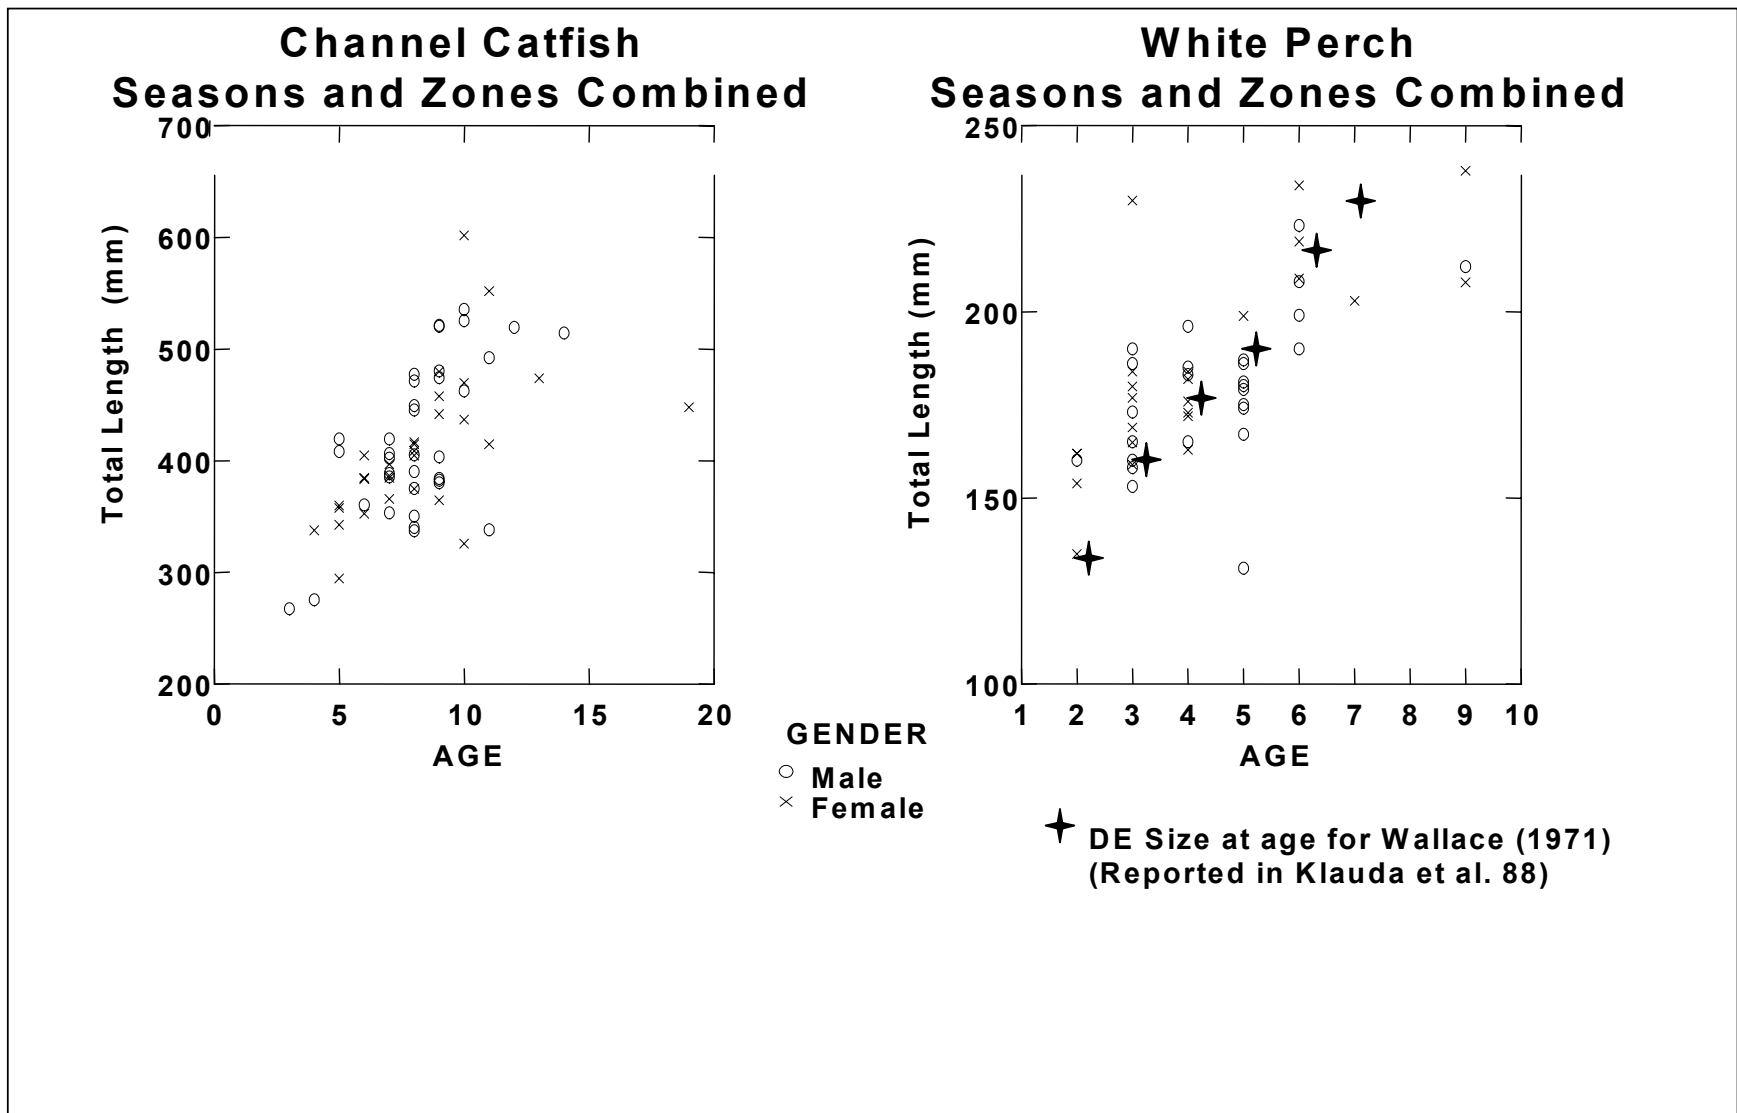 Channel Catfish
Seasons and Zones Combined
700
600
500
400
300
200
Total Length (mm)
0 5 10 15 20
AGE
White Perch
Seasons and Zones Combined
250
200
150
100
Total Length (mm)
1 2 3 4 5 6 7 8 9 10
AGE
GENDER
Male
Female
DE Size at age for Wallace (1971)
(Reported in Klauda et al. 88)